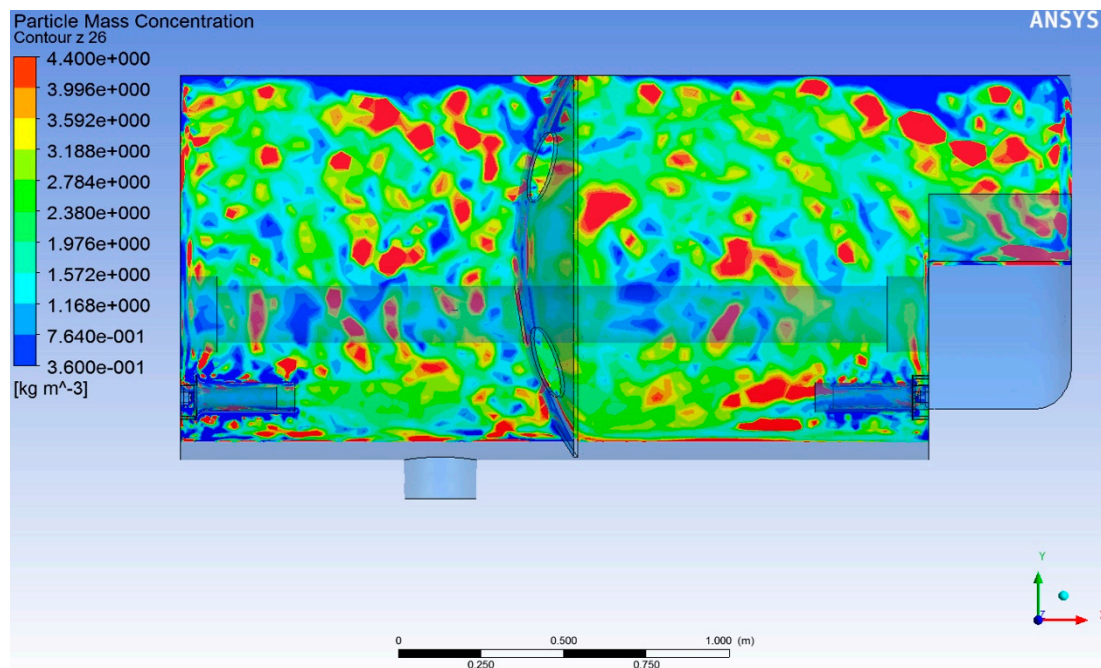 Particle Mass Concentration
Contour z 26
ANSYS
4.400e+000
3.996e+000
3.592e+000
3.188e+000
2.784e+000
2.380e+000
1.976e+000
1.572e+000
1.168e+000
7.640e-001
3.600e-001
[kg m^-3]
Y
Z
X
0 0.500 1.000 (m)
0.250 0.750